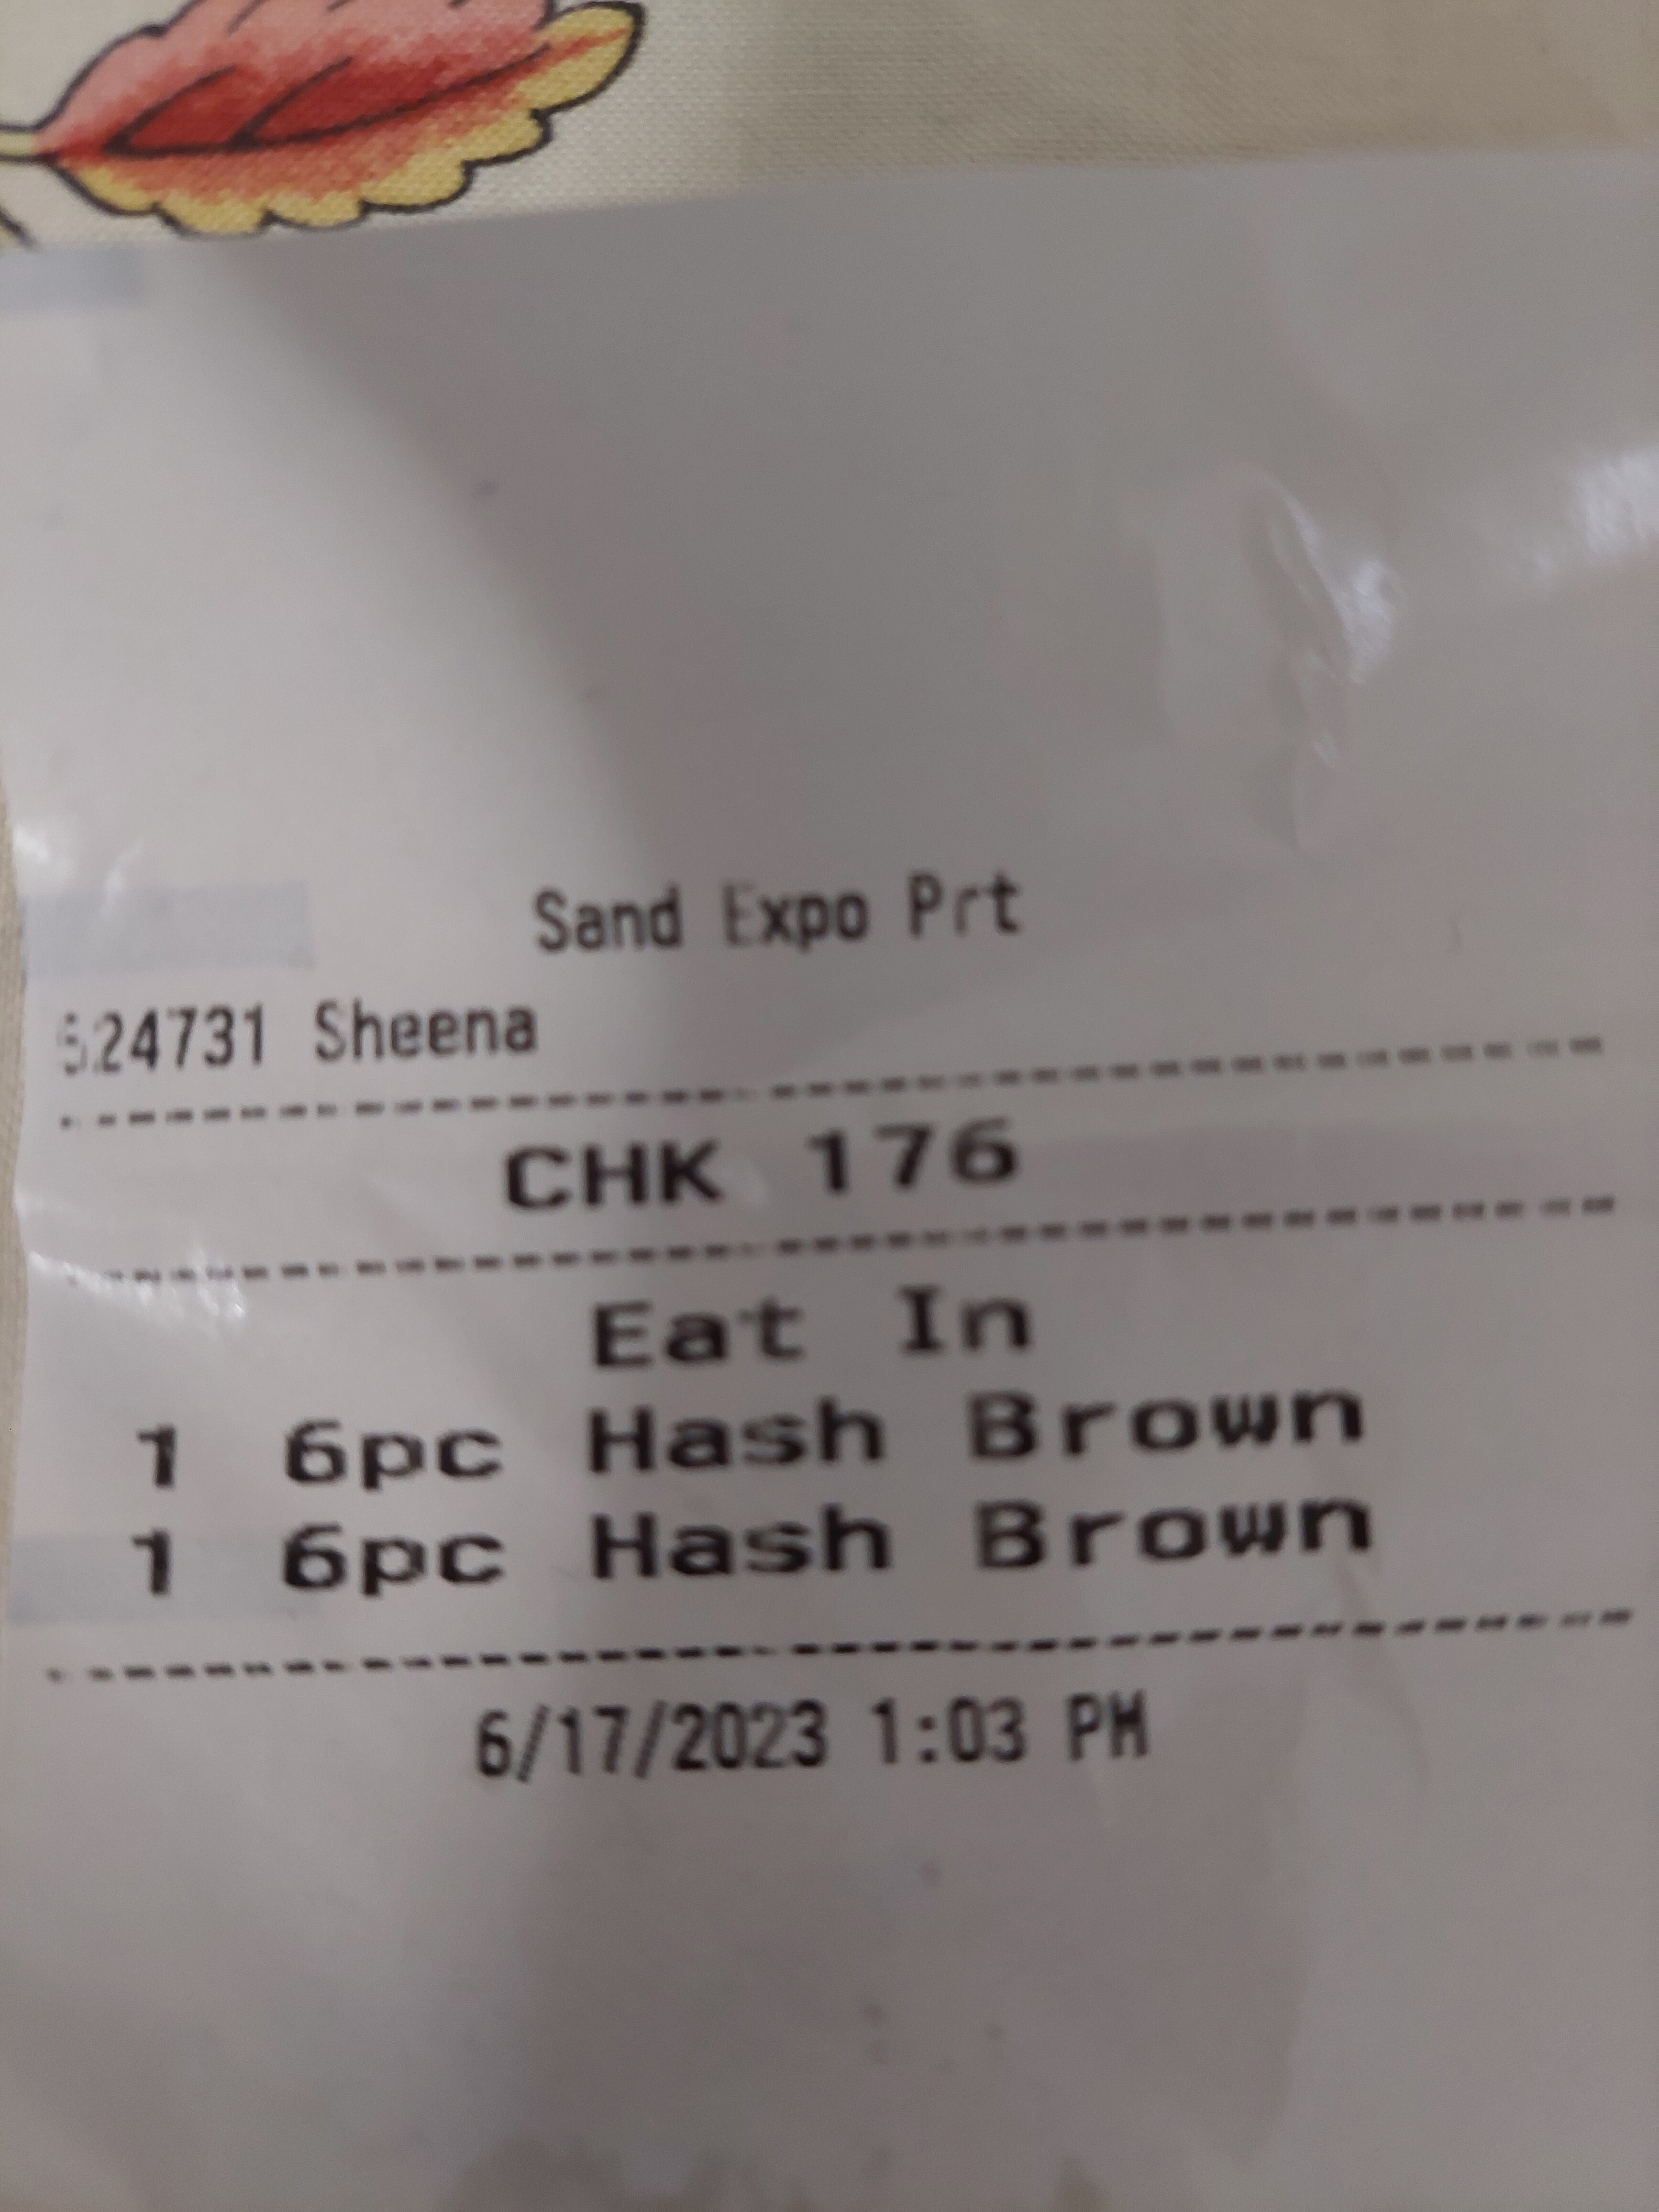 Sand Expo Prt
524731 Sheena
CHK 176
Eat In
1 6pc Hash Brown
1 6pc Hash Brown
6/17/2023 1:03 PM